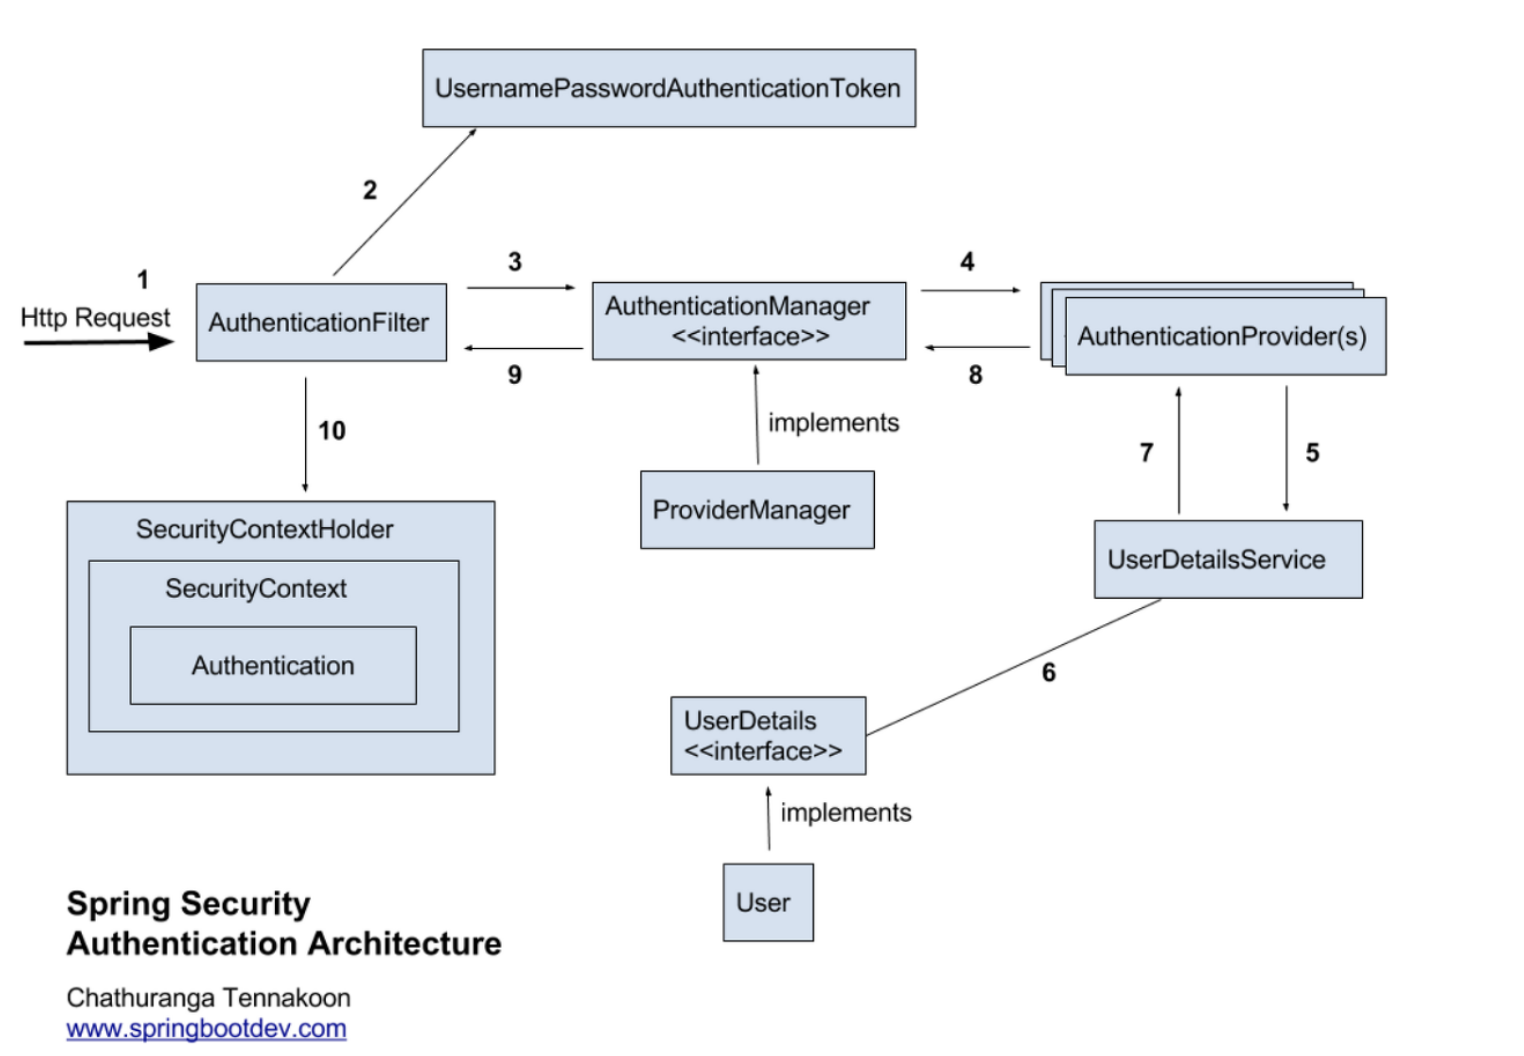 UsernamePasswordAuthenticationToken
2
1
Http Request
AuthenticationFilter
3
9
AuthenticationManager
<<interface>>
4
8
AuthenticationProvider(s)
10
implements
ProviderManager
7
5
SecurityContextHolder
SecurityContext
Authentication
UserDetailsService
6
UserDetails
<<interface>>
implements
User
Spring Security
Authentication Architecture
Chathuranga Tennakoon
www.springbootdev.com